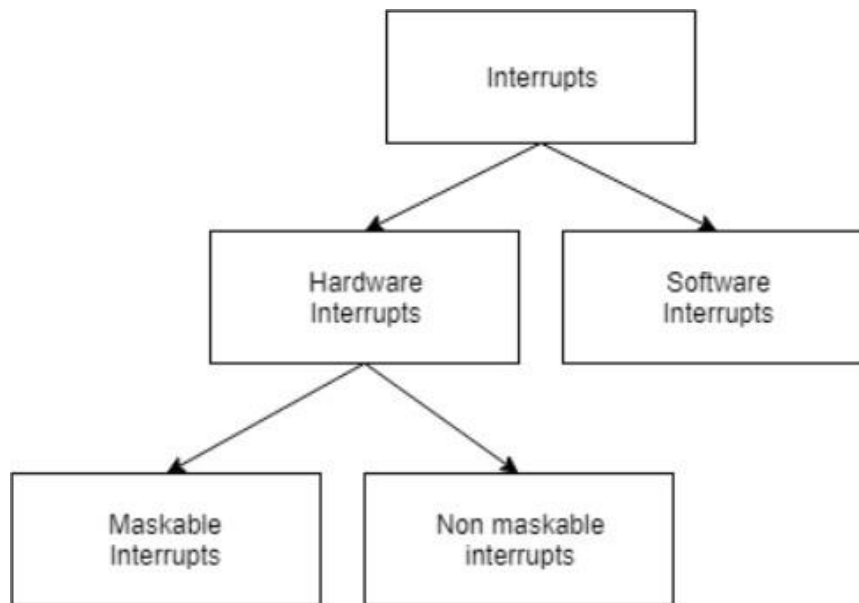 Interrupts
Hardware
Interrupts
Software
Interrupts
Maskable
Interrupts
Non maskable
interrupts